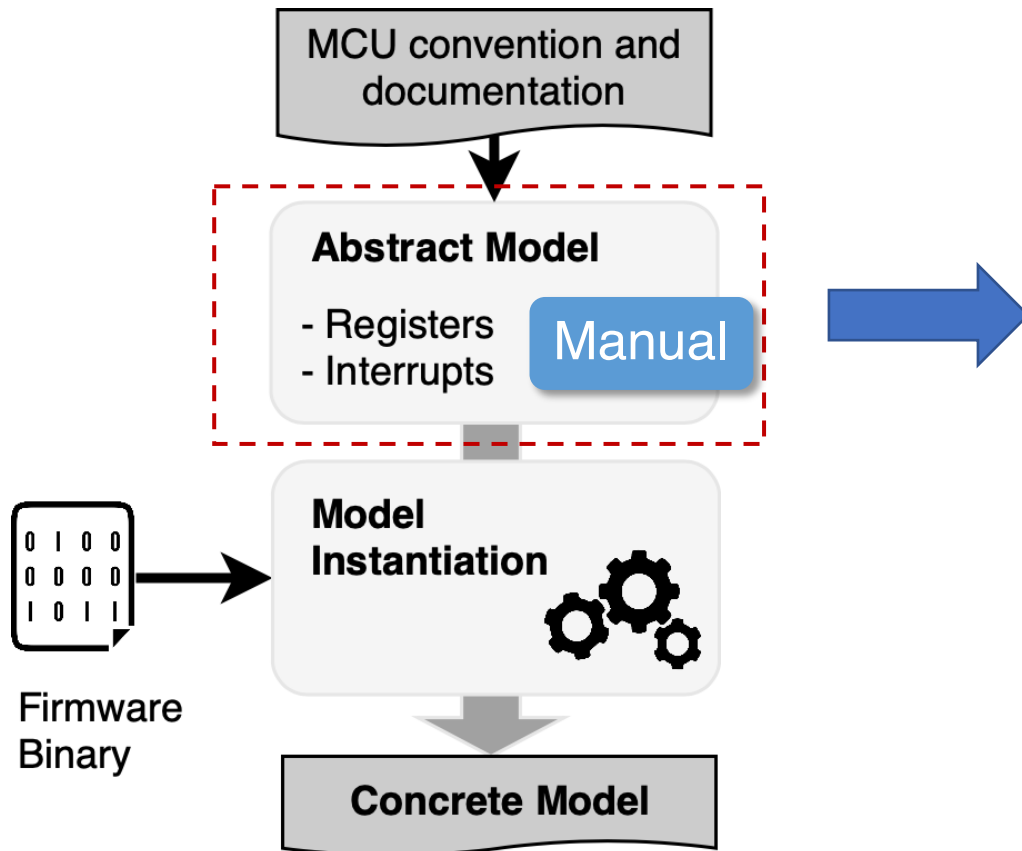 MCU convention and
documentation
Abstract Model
- Registers
- Interrupts
Manual
Model
Instantiation
0 1 0 0
0 0 0 0
1 0 1 1
Firmware
Binary
Concrete Model